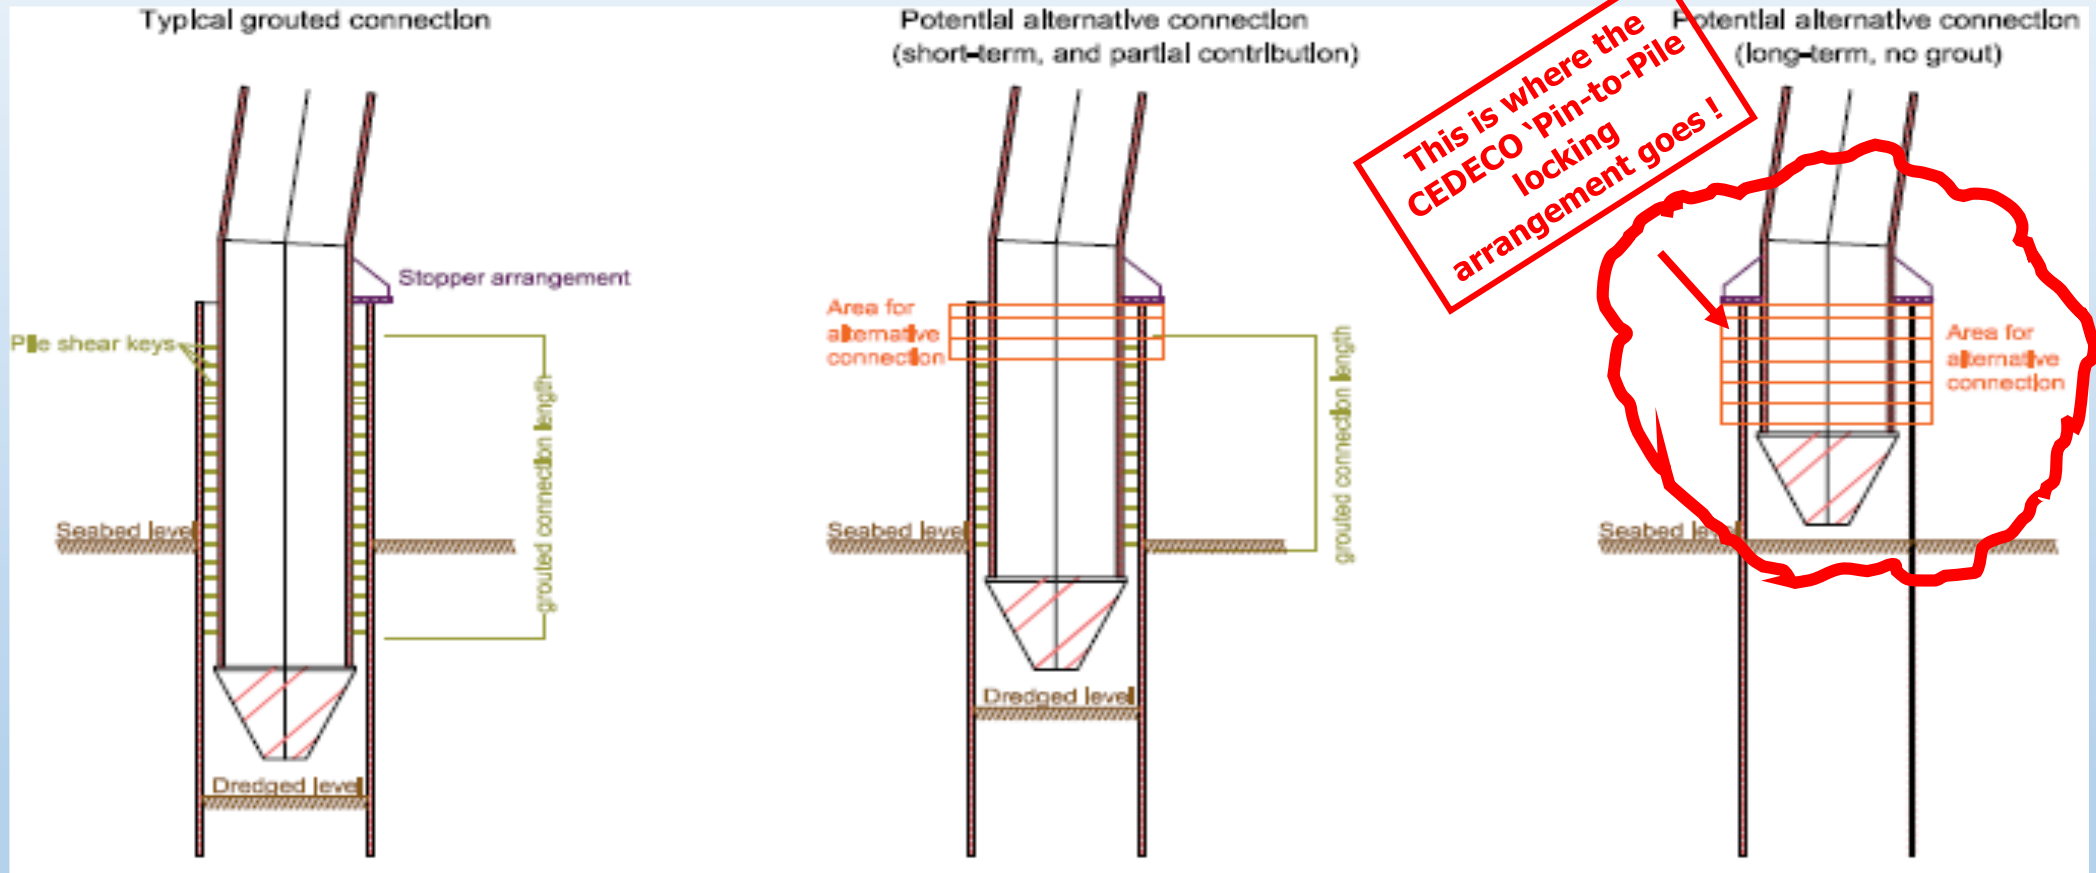 Typical grouted connection
Stopper arrangement
Pile shear keys
grouted connection length
Seabed level
Dredged level
Potential alternative connection
(short-term, and partial contribution)
Area for
alternative
connection
grouted connection length
Seabed level
Dredged level
This is where the
CEDECO ‘Pin-to-Pile
locking
arrangement goes !
Potential alternative connection
(long-term, no grout)
Area for
alternative
connection
Seabed level